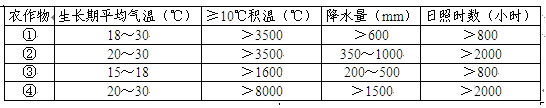 农作物 生长期平均气温（℃） ≥10℃积温（℃） 降水量（mm） 日照时数（小时）
① 18～30 >3500 >600 >800
② 20～30 >3500 350～1000 >2000
③ 15～18 >1600 200～500 >800
④ 20～30 >8000 >1500 >2000